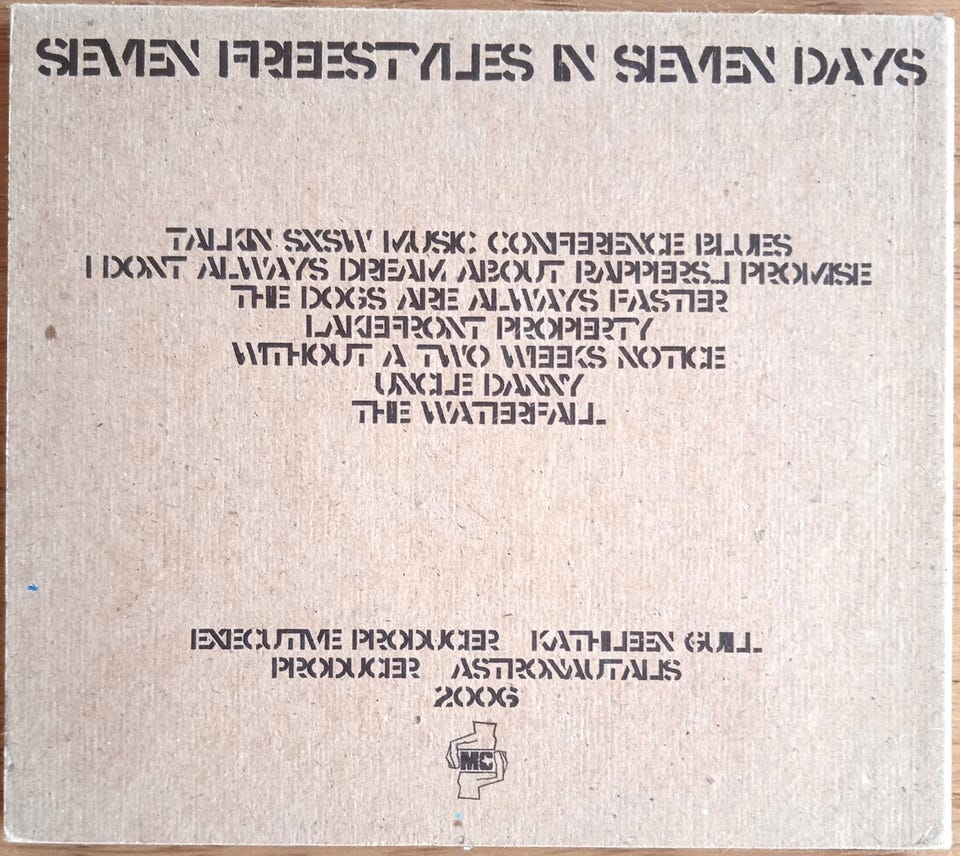 SEVEN FREESTYLES IN SEVEN DAYS
TALKIN SXSW MUSIC CONFERENCE BLUES
I DONT ALWAYS DREAM ABOUT RAPPERS...I PROMISE
THE DOGS ARE ALWAYS FASTER
LAKEFRONT PROPERTY
WITHOUT A TWO WEEKS NOTICE
UNCLE DANNY
THE WATERFALL
EXECUTIVE PRODUCER KATHLEEN GUILL
PRODUCER ASTRONAUTALIS
2006
MC